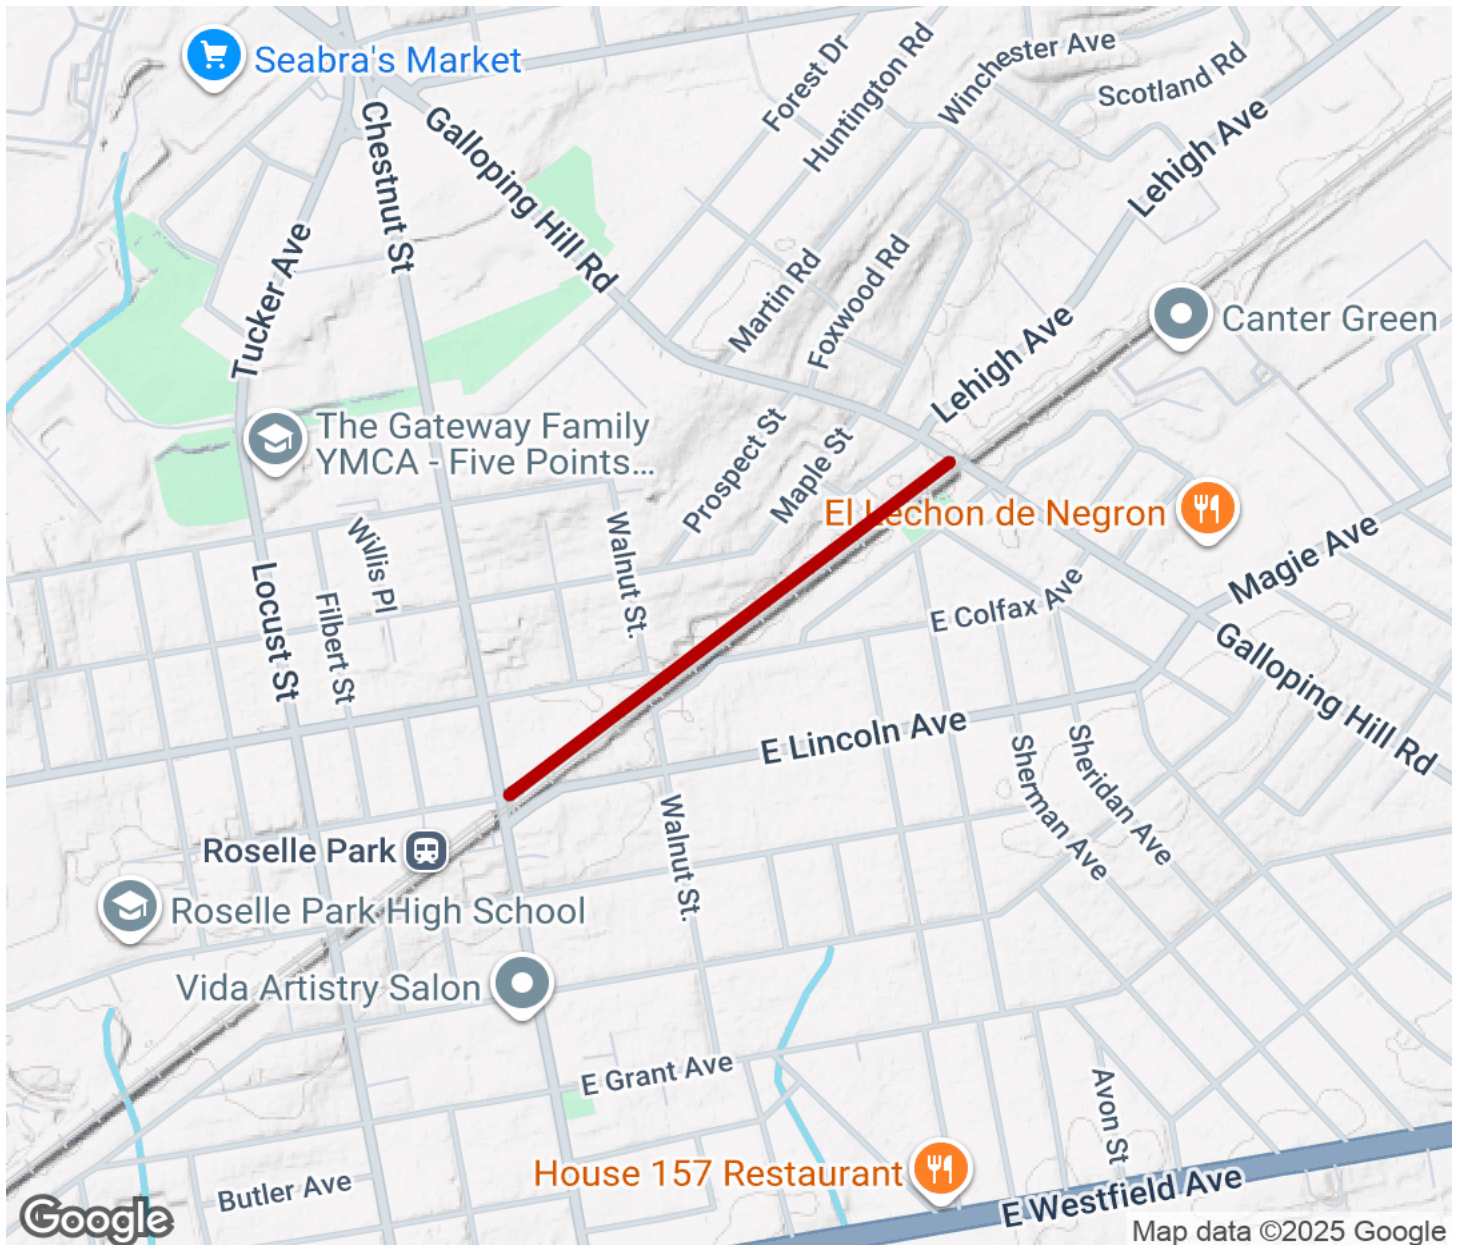 Seabra's Market
Forest Dr
Huntington Rd
Winchester Ave
Scotland Rd
Lehigh Ave
Chestnut St
Galloping Hill Rd
Tucker Ave
Martin Rd
Foxwood Rd
Canter Green
Lehigh Ave
The Gateway Family
YMCA - Five Points...
Prospect St
Maple St
El Lechon de Negron
Magie Ave
Willis Pl
Walnut St.
Locust St
Filbert St
E Colfax Ave
Galloping Hill Rd
E Lincoln Ave
Sherman Ave
Sheridan Ave
Walnut St.
Roselle Park
Roselle Park High School
Vida Artistry Salon
E Grant Ave
Avon St
House 157 Restaurant
Butler Ave
E Westfield Ave
Google
Map data ©2025 Google